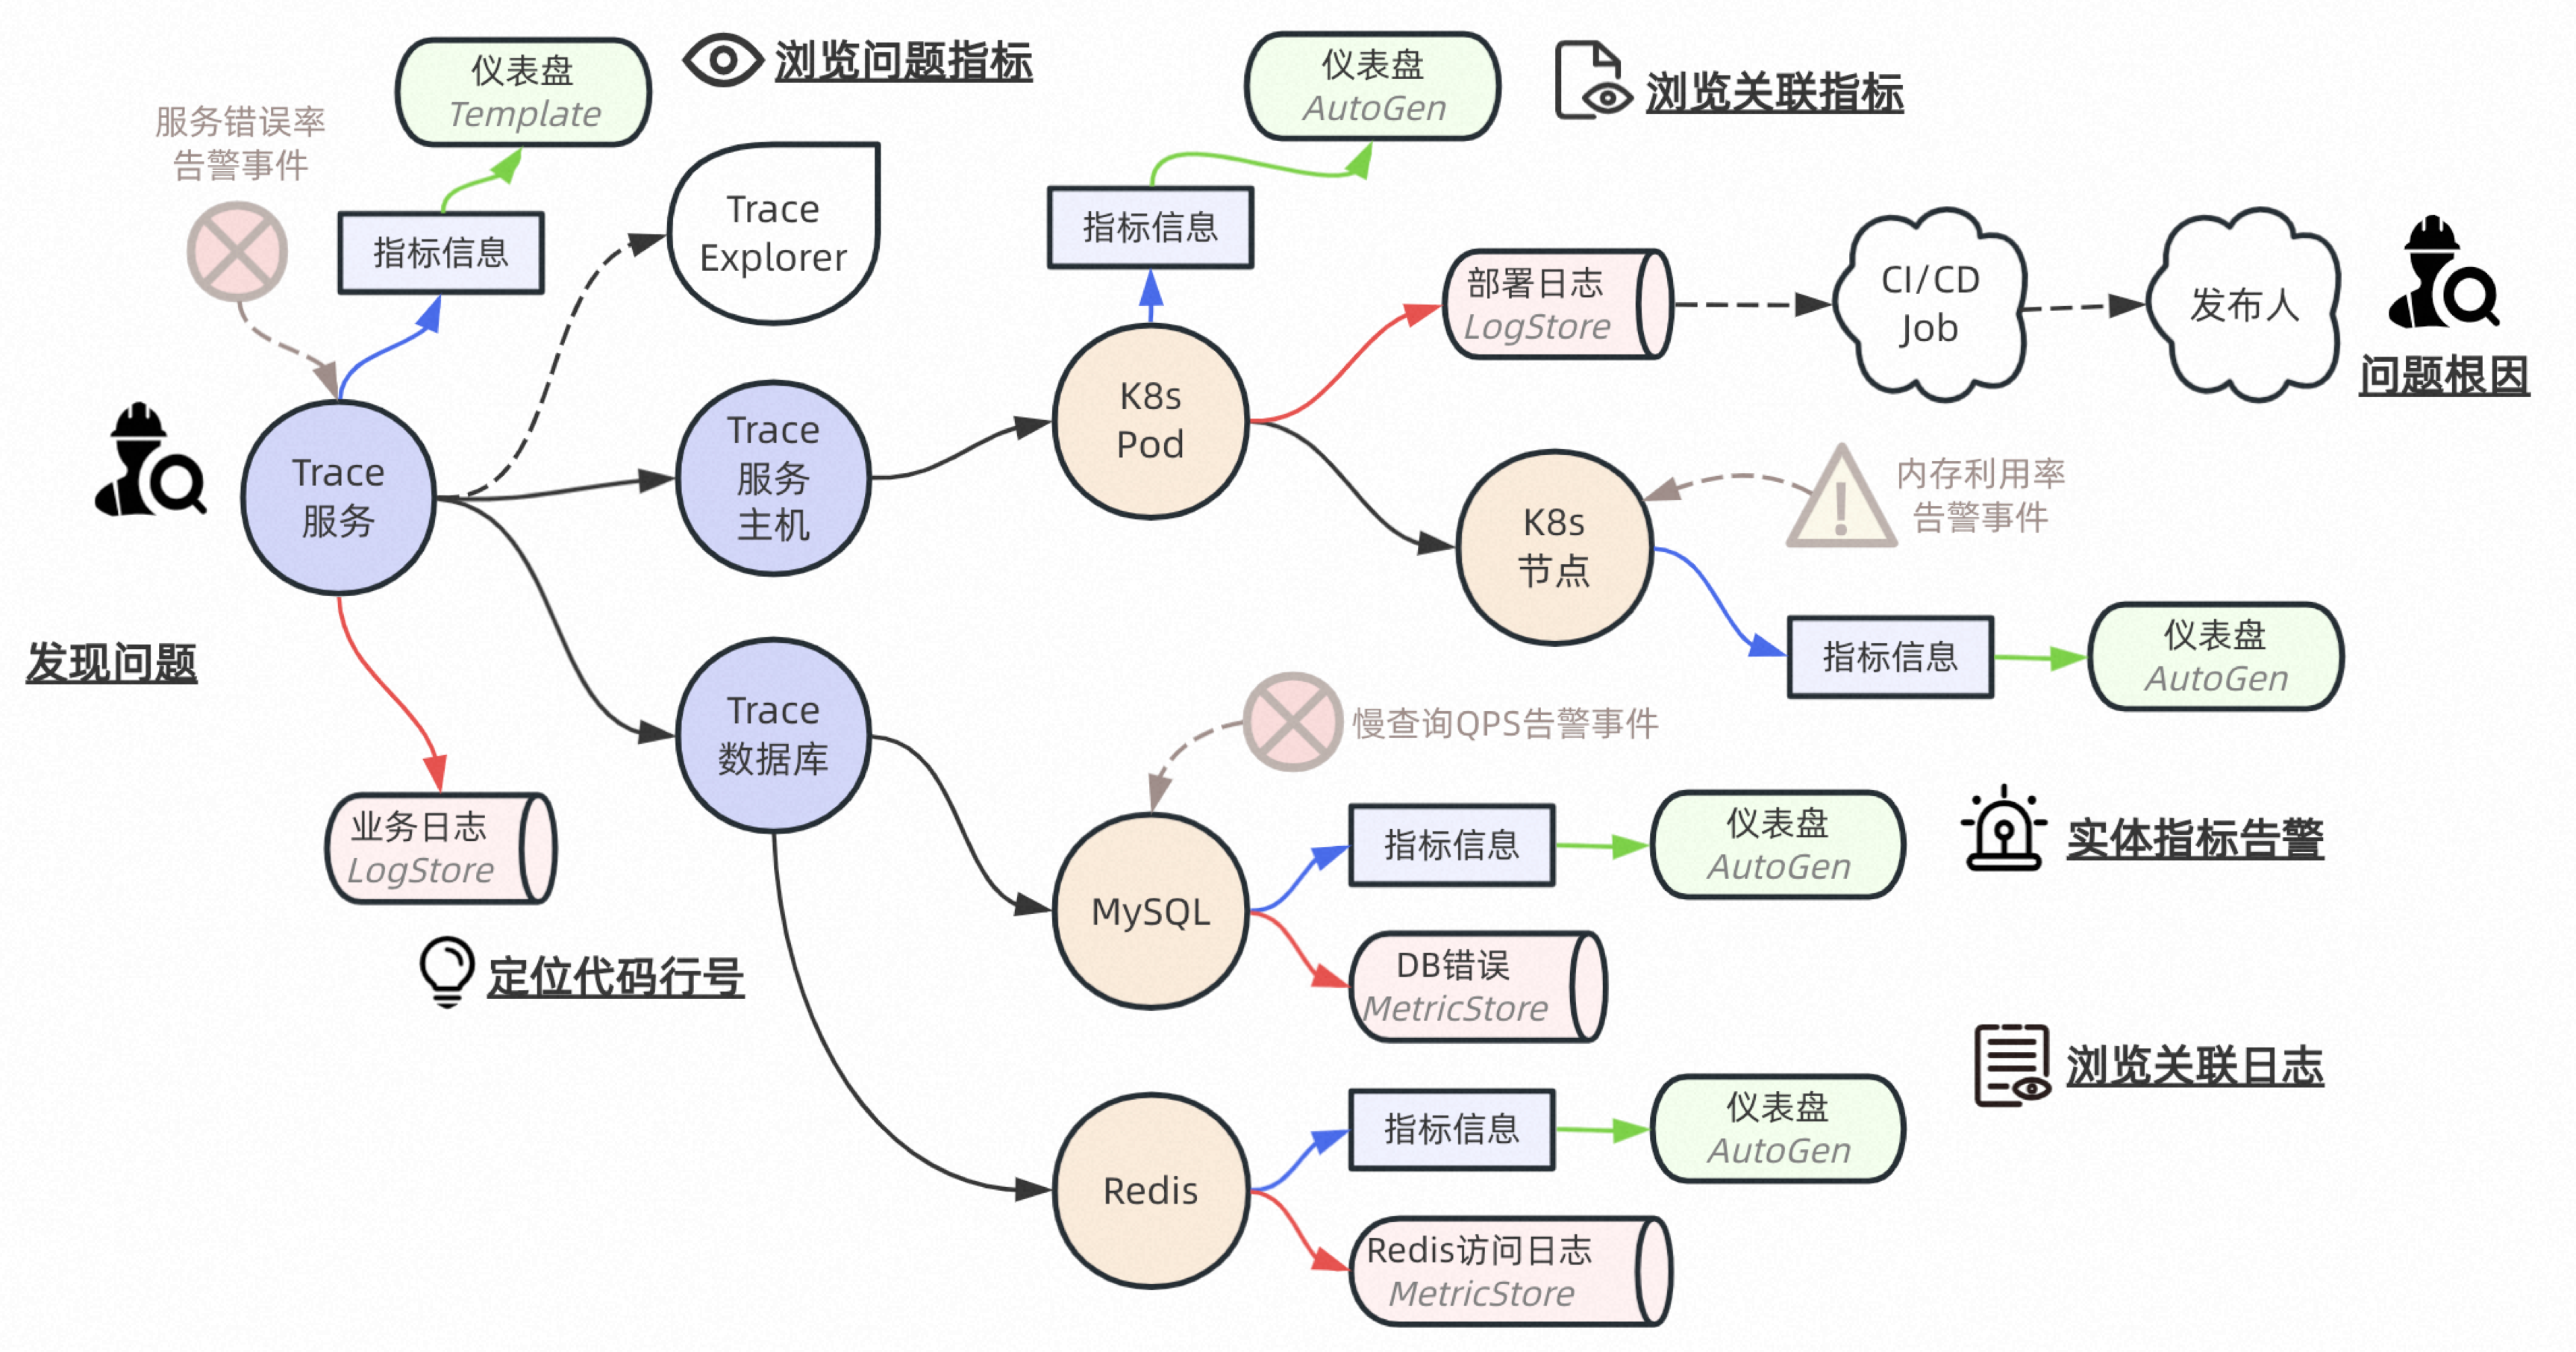 仪表盘
Template
浏览问题指标
仪表盘
AutoGen
浏览关联指标
服务错误率
告警事件
指标信息
Trace
Explorer
指标信息
部署日志
LogStore
CI/CD
Job
发布人
问题根因
Trace
服务
Trace
服务
主机
K8s
Pod
K8s
节点
内存利用率
告警事件
发现问题
指标信息
仪表盘
AutoGen
Trace
数据库
慢查询QPS告警事件
业务日志
LogStore
MySQL
指标信息
仪表盘
AutoGen
实体指标告警
定位代码行号
DB错误
MetricStore
浏览关联日志
Redis
指标信息
仪表盘
AutoGen
Redis访问日志
MetricStore